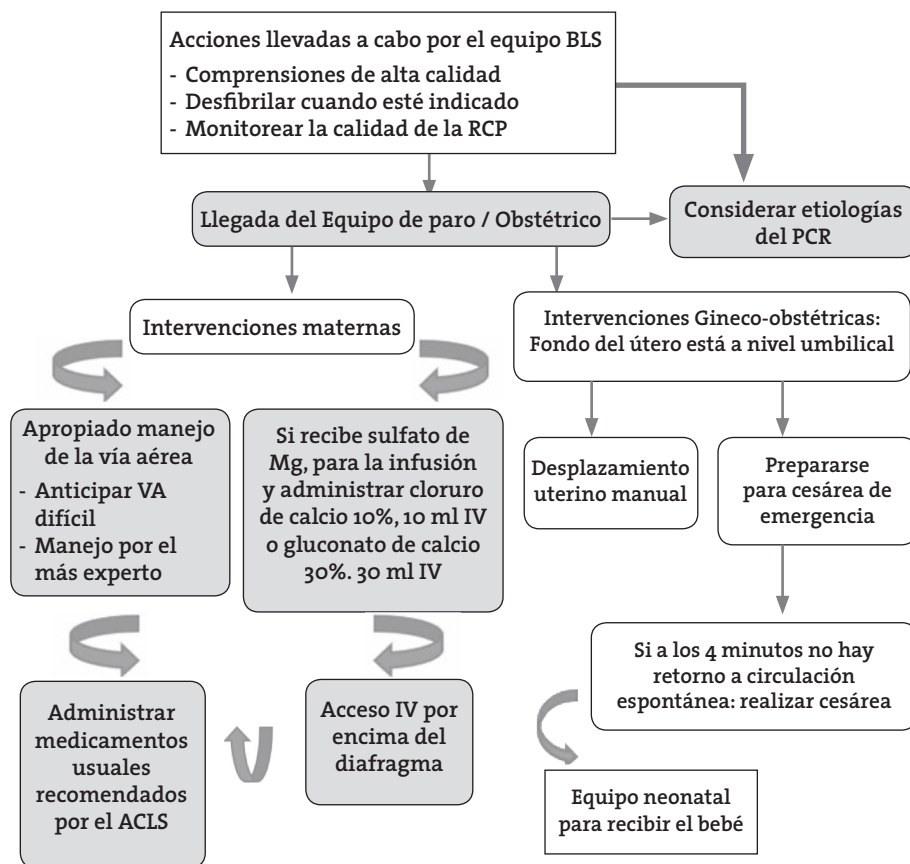 Acciones llevadas a cabo por el equipo BLS
- Comprensiones de alta calidad
- Desfibrilar cuando esté indicado
- Monitorear la calidad de la RCP
Llegada del Equipo de paro / Obstétrico
Considerar etiologías
del PCR
Intervenciones maternas
Intervenciones Gineco-obstétricas:
Fondo del útero está a nivel umbilical
Apropiado manejo
de la vía aérea
- Anticipar VA
difícil
- Manejo por el
más experto
Si recibe sulfato de
Mg, para la infusión
y administrar cloruro
de calcio 10%, 10 ml IV
o gluconato de calcio
30%. 30 ml IV
Desplazamiento
uterino manual
Prepararse
para cesárea de
emergencia
Administrar
medicamentos
usuales
recomendados
por el ACLS
Acceso IV por
encima del
diafragma
Si a los 4 minutos no hay
retorno a circulación
espontánea: realizar cesárea
Equipo neonatal
para recibir el bebé